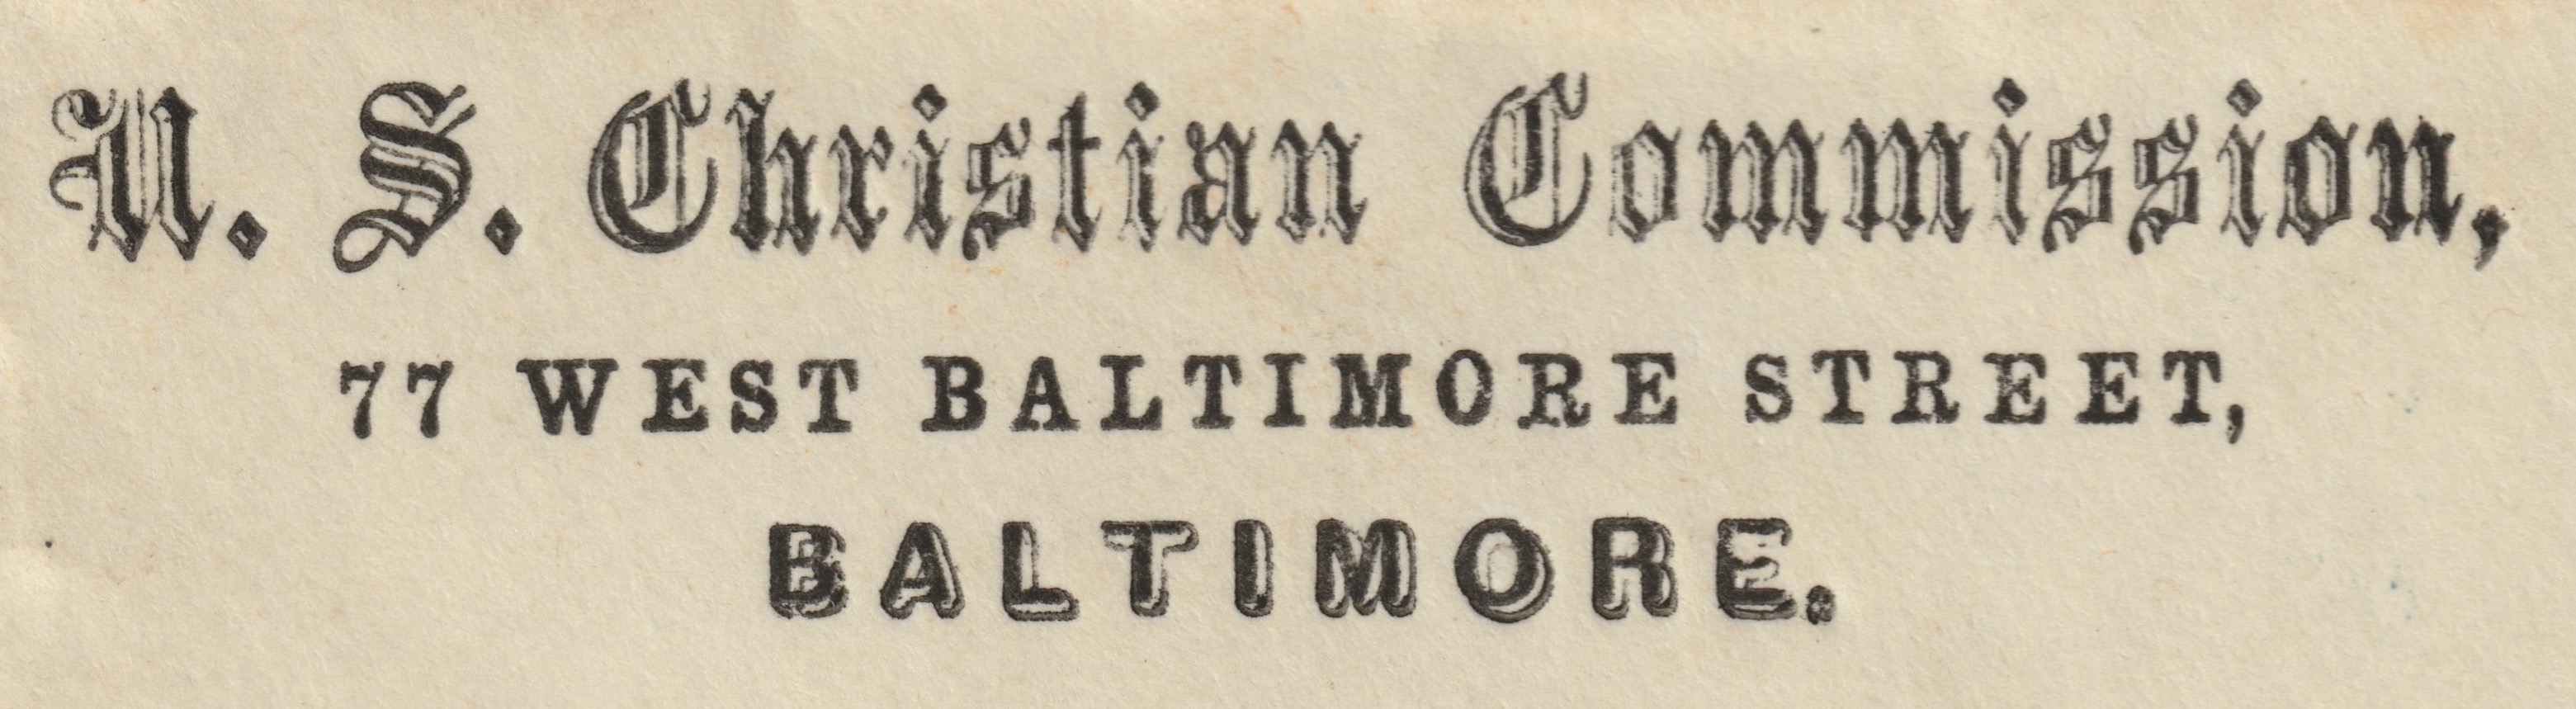 U. S. Christian Commission,
77 WEST BALTIMORE STREET,
BALTIMORE.